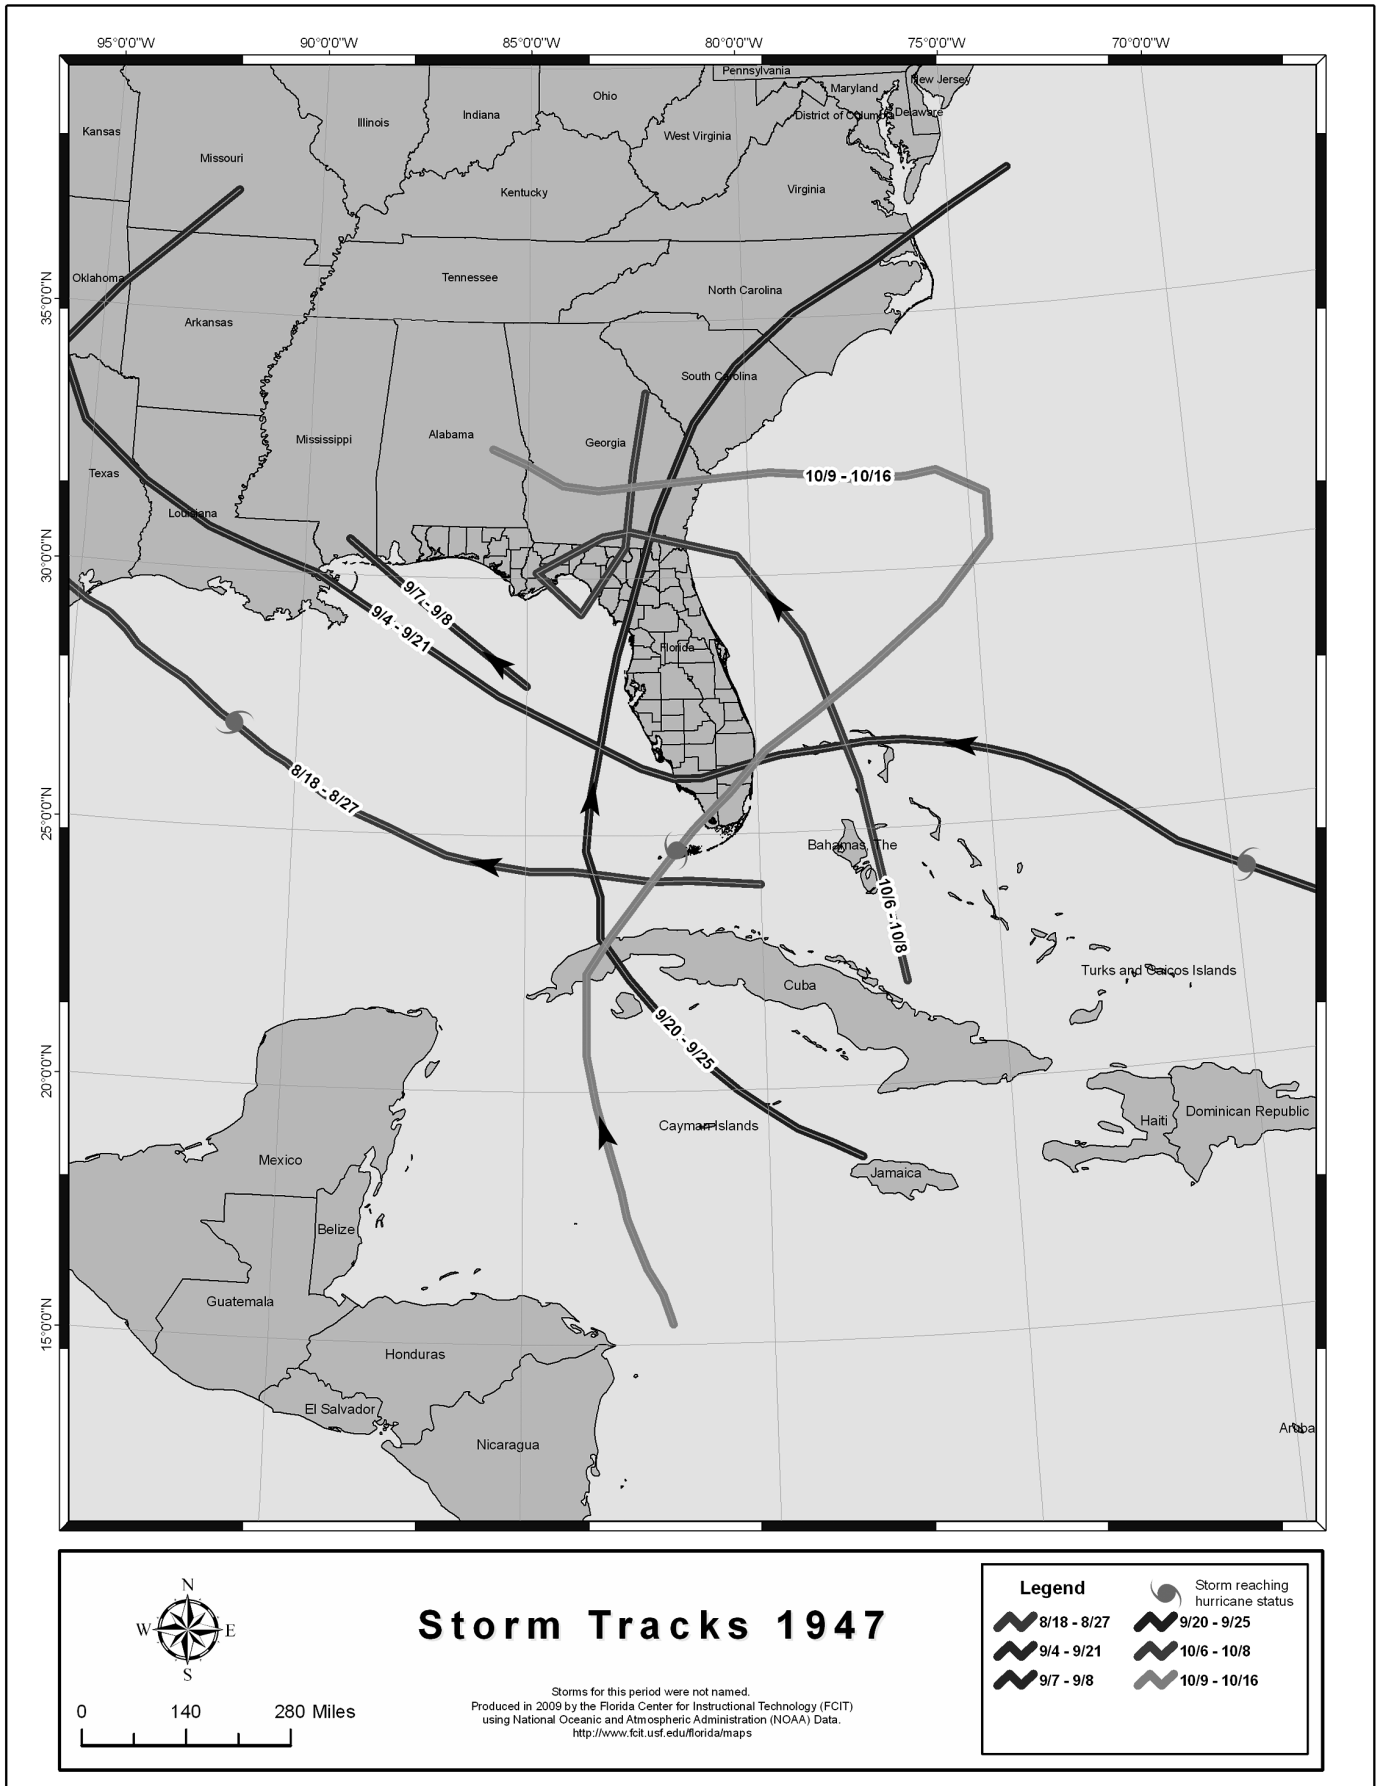 95°0'0"W 90°0'0"W 85°0'0"W 80°0'0"W 75°0'0"W 70°0'0"W
Pennsylvania
New Jersey
Maryland
Ohio
Delaware
District of Columbia
Indiana
Illinois
Kansas
West Virginia
Missouri
Kentucky
Virginia
Oklahoma
Tennessee
35°0'0"N
North Carolina
Arkansas
South Carolina
Alabama
Mississippi
Georgia
Texas
10/9 - 10/16
Louisiana
30°0'0"N
9/7 - 9/8
9/4 - 9/21
Florida
8/18 - 8/27
25°0'0"N
Bahamas, The
10/6 - 10/8
Turks and Caicos Islands
Cuba
9/20 - 9/25
20°0'0"N
Dominican Republic
Haiti
Cayman Islands
Mexico
Jamaica
Belize
Guatemala
15°0'0"N
Honduras
El Salvador
Aruba
Nicaragua
N
W E
S
0 140 280 Miles
Storm Tracks 1947
Storms for this period were not named.
Produced in 2009 by the Florida Center for Instructional Technology (FCIT)
using National Oceanic and Atmospheric Administration (NOAA) Data.
http://www.fcit.usf.edu/florida/maps
Legend
Storm reaching
hurricane status
8/18 - 8/27 9/20 - 9/25
9/4 - 9/21 10/6 - 10/8
9/7 - 9/8 10/9 - 10/16